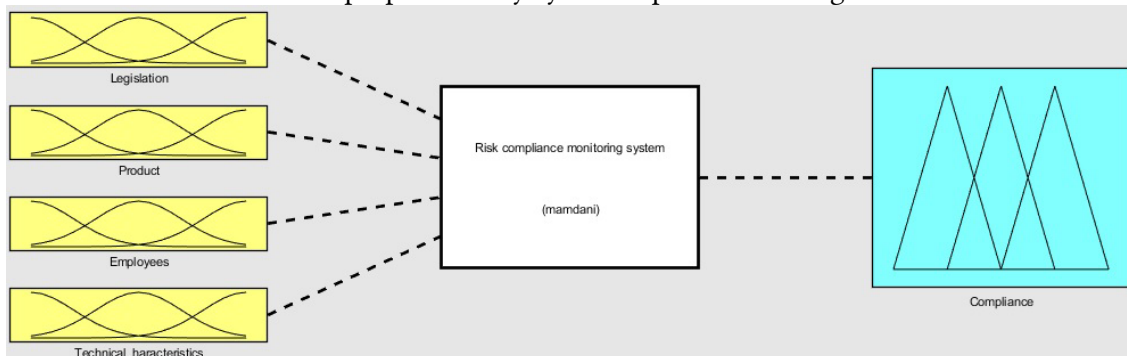 Legislation
Product
Employees
Technical haracteristics
Risk compliance monitoring system
(mamdani)
Compliance